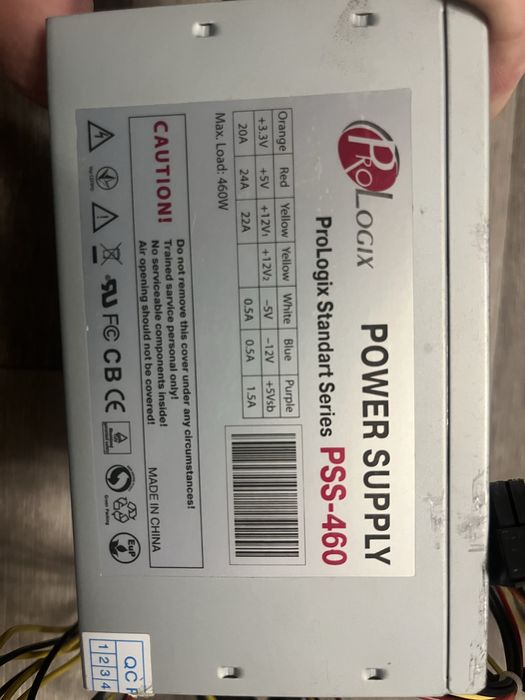 PROLOGIX
POWER SUPPLY
ProLogix Standart Series PSS-460
Orange Red Yellow Yellow White Blue Purple
+3.3V +5V +12V1 +12V2 -5V -12V +5Vsb
20A 24A 22A 0.5A 0.5A 1.5A
Max. Load: 460W
CAUTION!
Do not remove this cover under any circumstances!
Trained sarvice personal only!
No serviceable components inside!
Air opening should not be covered!
MADE IN CHINA
FC CB CE
EuP
QC P
1 2 3 4